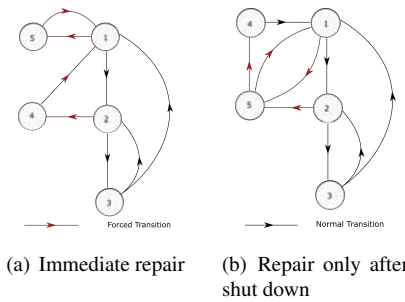 5
1
4
2
3
Forced Transition
4
1
5
2
3
Normal Transition
(a) Immediate repair
(b) Repair only after
shut down